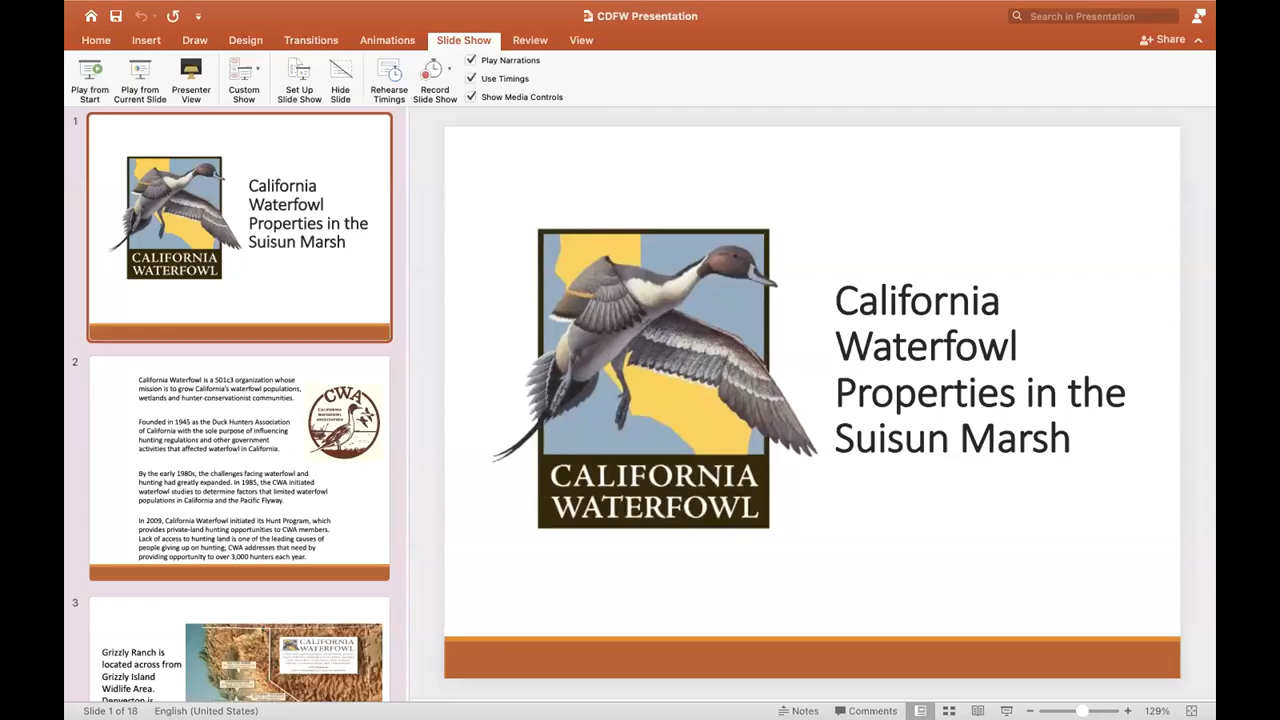 CDFW Presentation
Search in Presentation
Home Insert Draw Design Transitions Animations Slide Show Review View
Share
Play from Start
Play from Current Slide
Presenter View
Custom Show
Set Up Slide Show
Hide Slide
Rehearse Timings
Record Slide Show
Play Narrations
Use Timings
Show Media Controls
1
CALIFORNIA
WATERFOWL
California
Waterfowl
Properties in the
Suisun Marsh
2
California Waterfowl is a 501c3 organization whose
mission is to grow California's waterfowl populations,
wetlands and hunter-conservationist communities.
CWA
CALIFORNIA
WATERFOWL
ASSOCIATION
Founded in 1945 as the Duck Hunters Association
of California with the sole purpose of influencing
hunting regulations and other government
activities that affected waterfowl in California.
By the early 1980s, the challenges facing waterfowl and
hunting had greatly expanded. In 1985, the CWA initiated
waterfowl studies to determine factors that limited waterfowl
populations in California and the Pacific Flyway.
In 2009, California Waterfowl initiated its Hunt Program, which
provides private-land hunting opportunities to CWA members.
Lack of access to hunting land is one of the leading causes of
people giving up on hunting; CWA addresses that need by
providing opportunity to over 3,000 hunters each year.
3
Grizzly Ranch is
located across from
Grizzly Island
Widlife Area.
Denverton is
CALIFORNIA
WATERFOWL
CALIFORNIA
WATERFOWL
California
Waterfowl
Properties in the
Suisun Marsh
Slide 1 of 18
English (United States)
Notes
Comments
129%